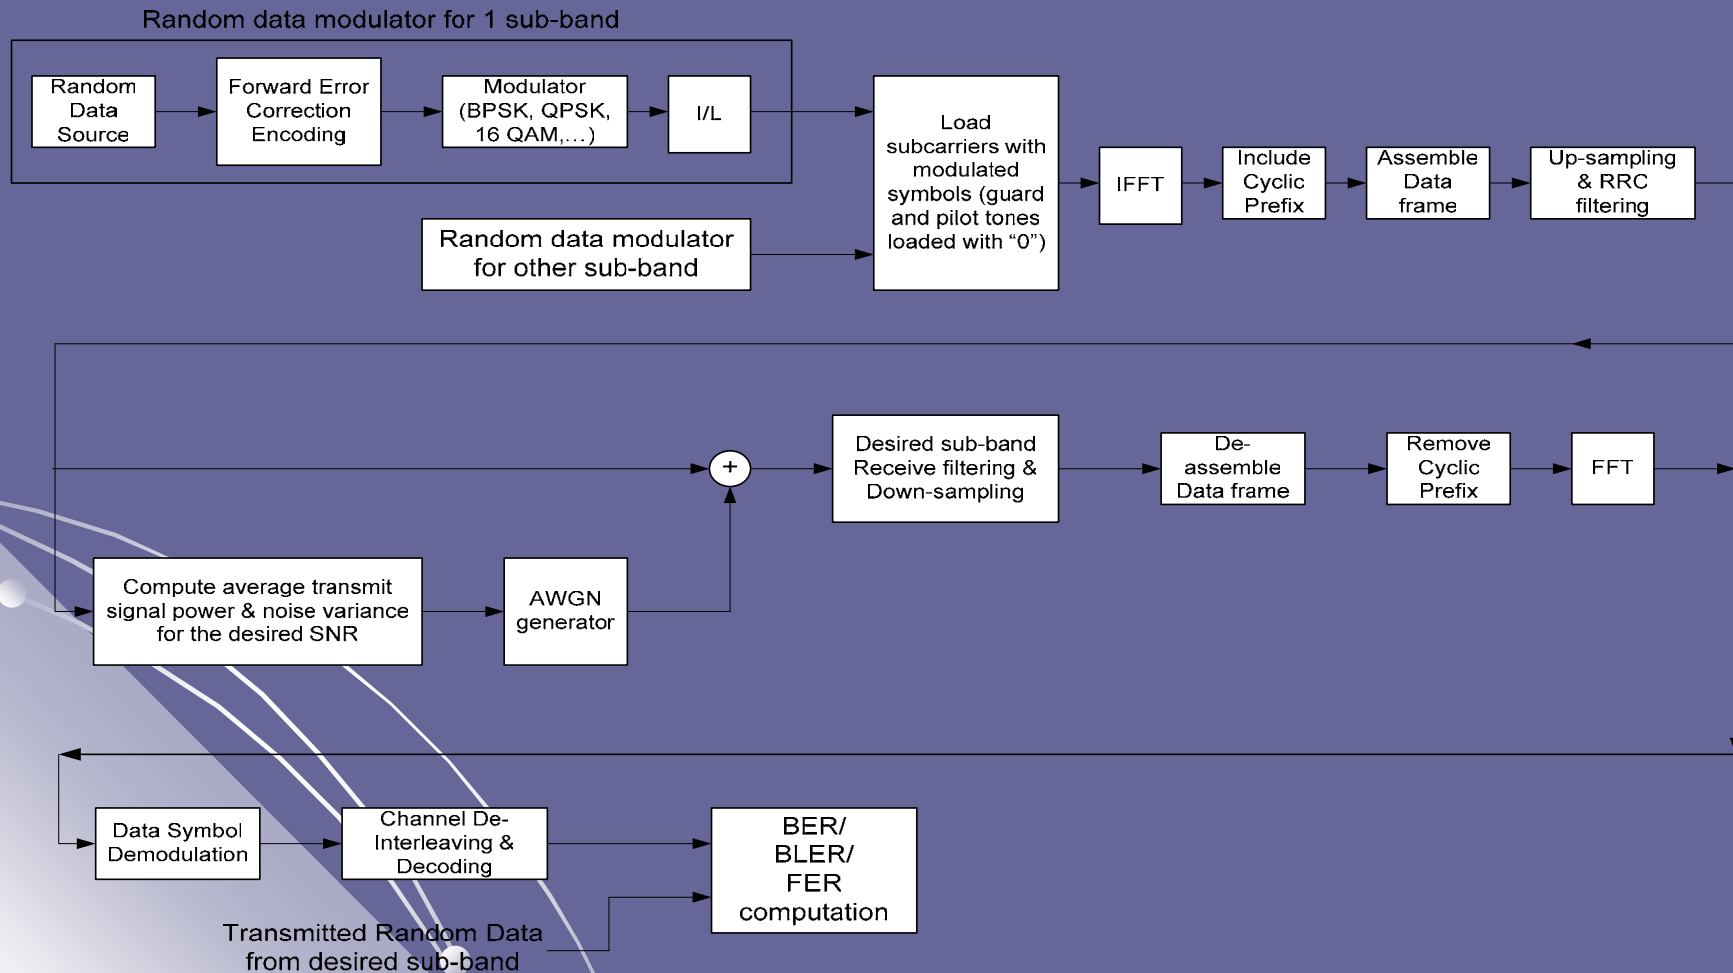 Random data modulator for 1 sub-band
Random
Data
Source
Forward Error
Correction
Encoding
Modulator
(BPSK, QPSK,
16 QAM,...)
I/L
Load
subcarriers with
modulated
symbols (guard
and pilot tones
loaded with “0”)
IFFT
Include
Cyclic
Prefix
Assemble
Data
frame
Up-sampling
& RRC
filtering
Random data modulator
for other sub-band
+
Desired sub-band
Receive filtering &
Down-sampling
De-
assemble
Data frame
Remove
Cyclic
Prefix
FFT
Compute average transmit
signal power & noise variance
for the desired SNR
AWGN
generator
Data Symbol
Demodulation
Channel De-
Interleaving &
Decoding
BER/
BLER/
FER
computation
Transmitted Random Data
from desired sub-band